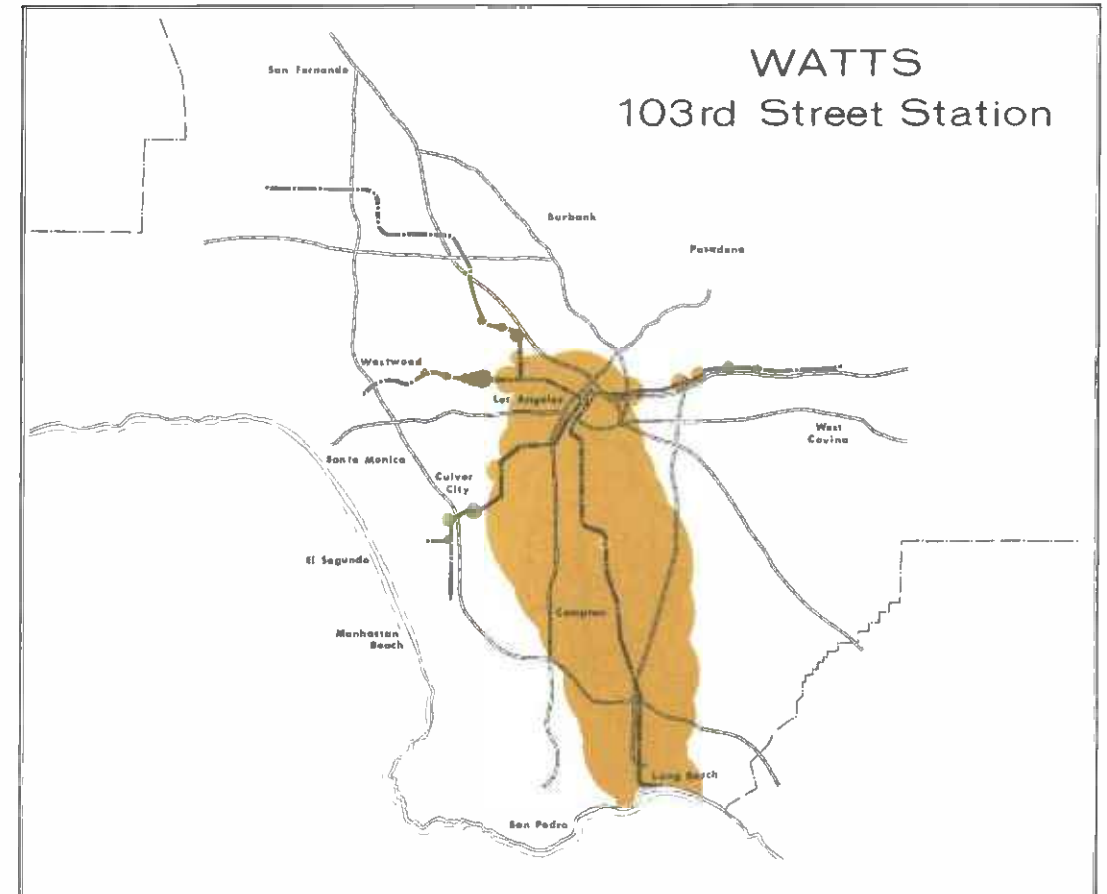 WATTS
103rd Street Station
San Fernando
Burbank
Pasadena
Westwood
Los Angeles
West
Covina
Santa Monica
Culver
City
El Segundo
Compton
Manhattan
Beach
Long Beach
San Pedro